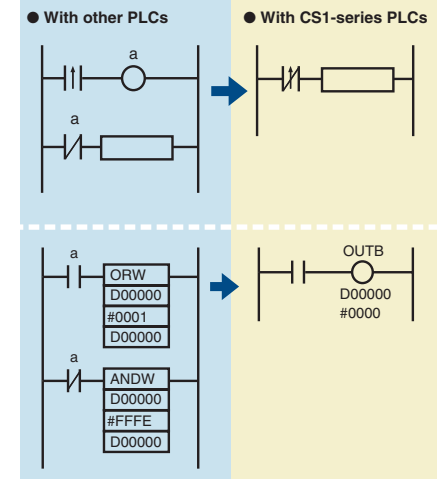 ● With other PLCs
● With CS1-series PLCs
a
a
a
ORW
D00000
#0001
D00000
a
ANDW
D00000
#FFFE
D00000
OUTB
D00000
#0000